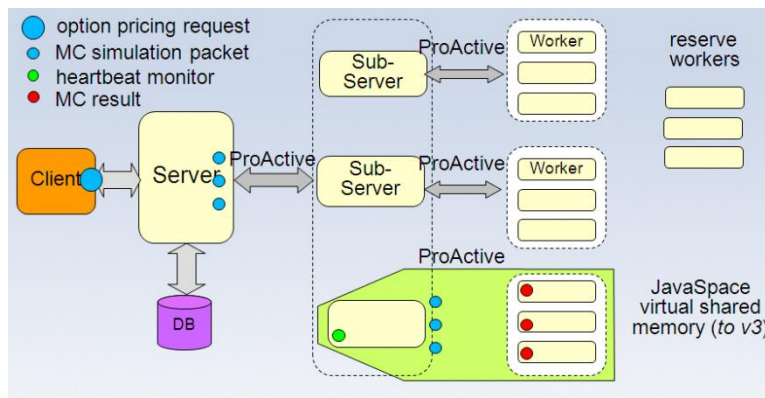 option pricing request
MC simulation packet
heartbeat monitor
MC result
Client
Server
ProActive
DB
Sub-
Server
ProActive
Worker
Sub-
Server
ProActive
Worker
ProActive
reserve
workers
JavaSpace
virtual shared
memory (to v3)